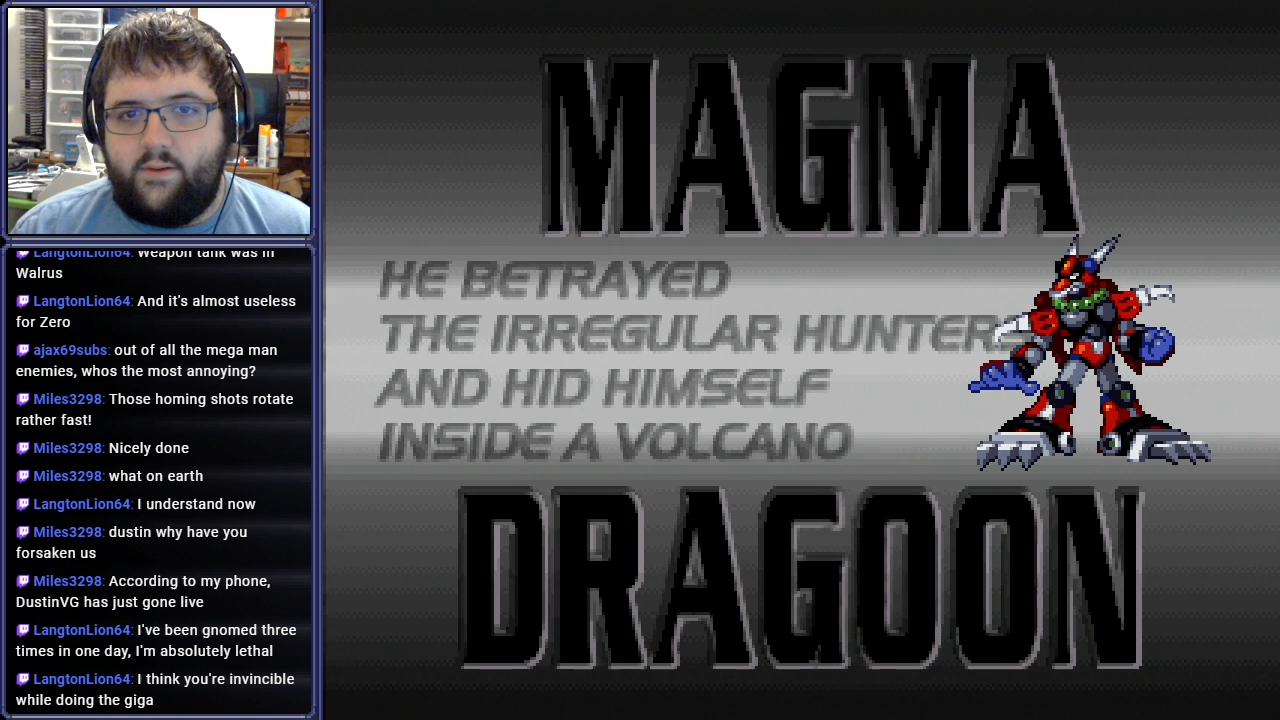 LangtonLion64: Weapon tank was in
Walrus
LangtonLion64: And it's almost useless
for Zero
ajax69subs: out of all the mega man
enemies, whos the most annoying?
Miles3298: Those homing shots rotate
rather fast!
Miles3298: Nicely done
Miles3298: what on earth
LangtonLion64: I understand now
Miles3298: dustin why have you
forsaken us
Miles3298: According to my phone,
DustinVG has just gone live
LangtonLion64: I've been gnomed three
times in one day, I'm absolutely lethal
LangtonLion64: I think you're invincible
while doing the giga
MAGMA
HE BETRAYED
THE IRREGULAR HUNTERS
AND HID HIMSELF
INSIDE A VOLCANO
DRAGOON